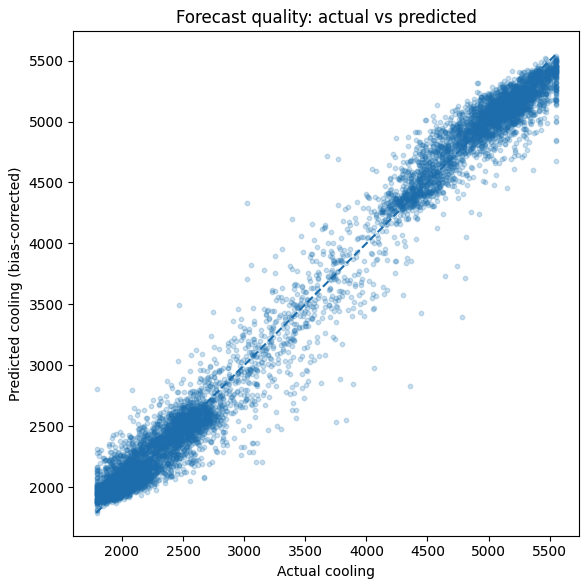 Forecast quality: actual vs predicted
Predicted cooling (bias-corrected)
5500
5000
4500
4000
3500
3000
2500
2000
2000 2500 3000 3500 4000 4500 5000 5500
Actual cooling